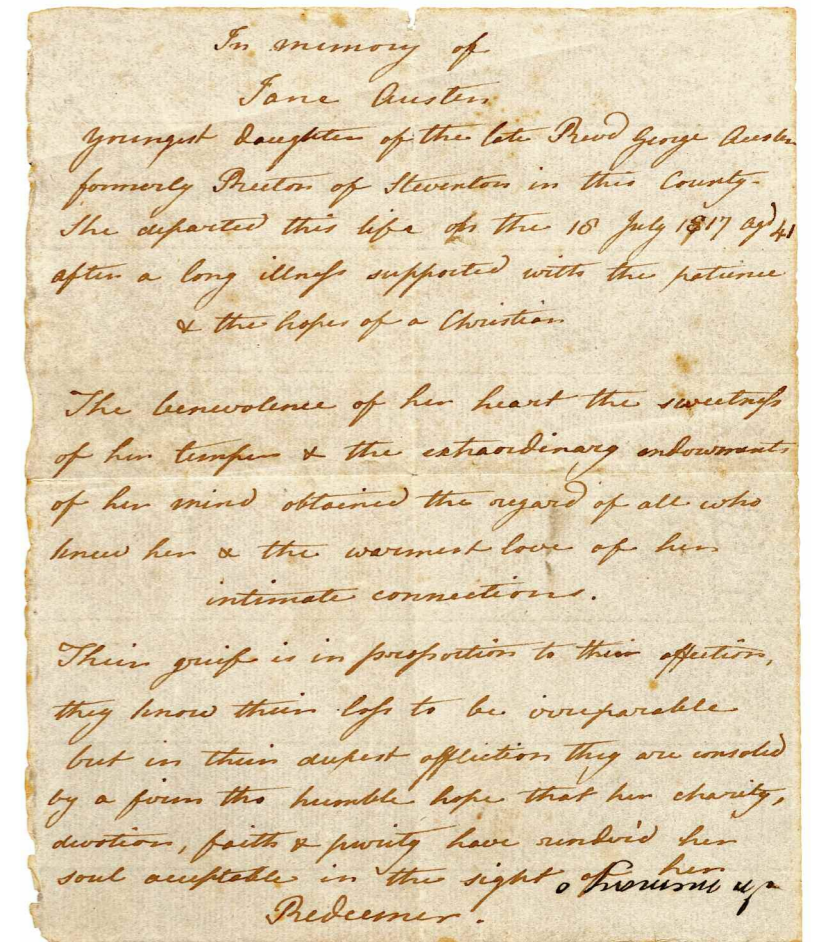 In memory of
Jane Austen
youngest daughter of the late Revd George Austen
formerly Rector of Steventon in this County-
She departed this life on the 18 July 1817 agd 41
after a long illness supported with the patience
& the hopes of a Christian
The benevolence of her heart the sweetness
of her temper & the extraordinary endowments
of her mind obtained the regard of all who
knew her & the warmest love of her
intimate connections.
Their grief is in proportion to their affection,
they know their loss to be irreparable
but in their deepest affliction they are consoled
by a firm tho humble hope that her charity,
devotion, faith & purity have renderd her
soul acceptable in the sight of her
Redeemer.